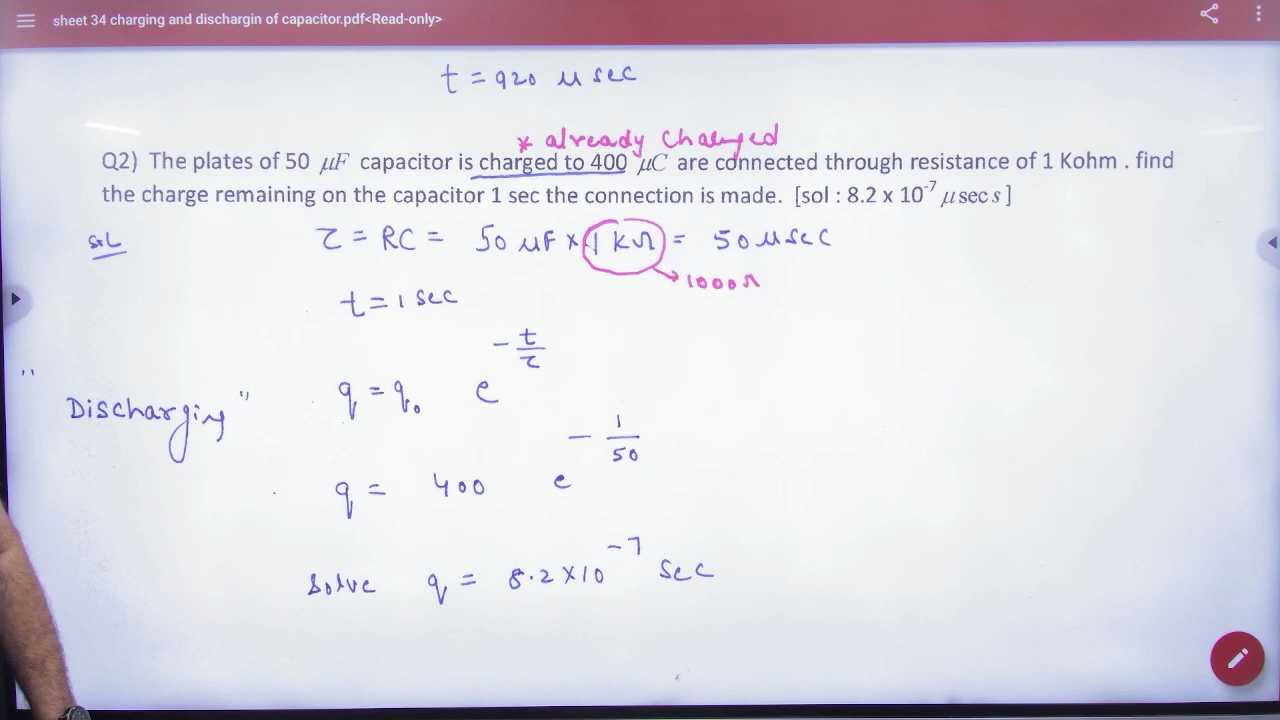 sheet 34 charging and dischargin of capacitor.pdf<Read-only>
t = 920 μ sec
* already charged
Q2) The plates of 50 μF capacitor is charged to 400 μC are connected through resistance of 1 Kohm . find
the charge remaining on the capacitor 1 sec the connection is made. [sol : 8.2 x 10⁻⁷ μsec s ]
sol
τ = RC = 50 μF × 1 kΩ = 50 μsec
1000Ω
t = 1 sec
q = q₀ e^(-t/τ)
"Discharging"
q = 400 e^(-1/50)
Solve q = 8.2 × 10⁻⁷ sec